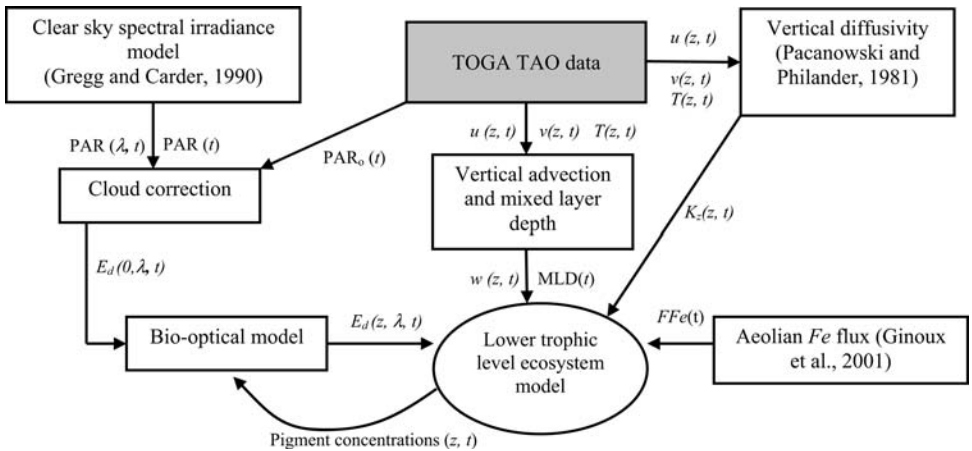 Clear sky spectral irradiance
model
(Gregg and Carder, 1990)
TOGA TAO data
u (z, t)
v(z, t)
T(z, t)
Vertical diffusivity
(Pacanowski and
Philander, 1981)
PAR (λ, t) PAR (t)
PARo (t)
u (z, t) v(z, t) T(z, t)
Cloud correction
Vertical advection
and mixed layer
depth
Kz(z, t)
Ed (0,λ, t)
w (z, t) MLD(t)
Bio-optical model
Ed (z, λ, t)
Lower trophic
level ecosystem
model
FFe(t)
Aeolian Fe flux (Ginoux
et al., 2001)
Pigment concentrations (z, t)